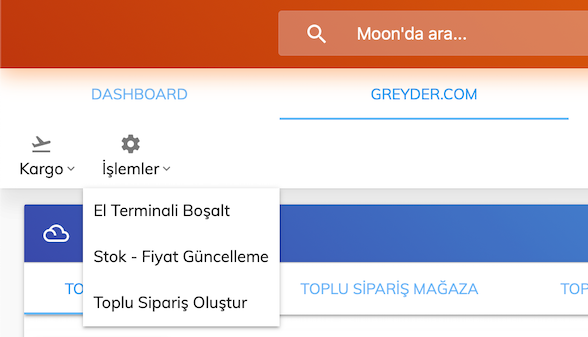 Moon'da ara...
DASHBOARD
GREYDER.COM
Kargo
İşlemler
El Terminali Boşalt
Stok - Fiyat Güncelleme
Toplu Sipariş Oluştur
TO
TOPLU SİPARİŞ MAĞAZA
TOP